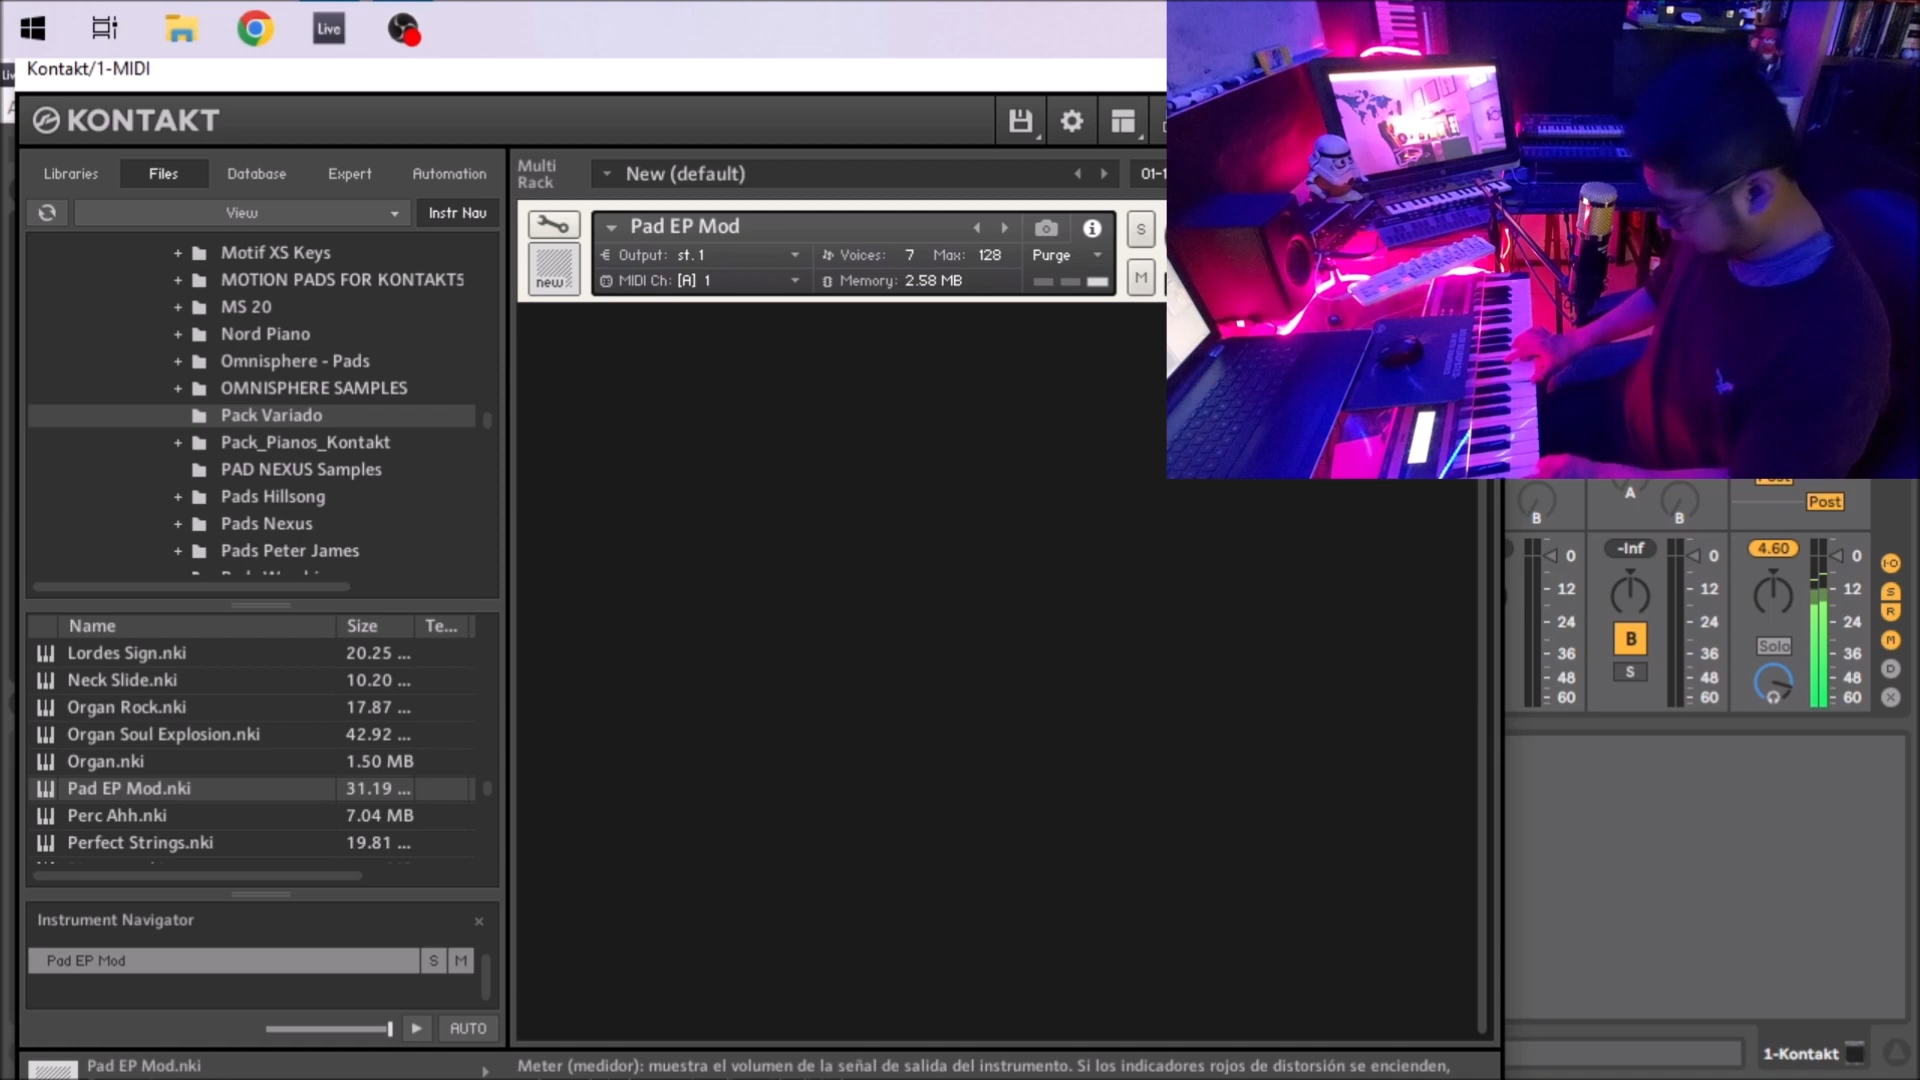 Live
Kontakt/1-MIDI
KONTAKT
Libraries Files Database Expert Automation
View Instr Nav
Motif XS Keys
MOTION PADS FOR KONTAKT5
MS 20
Nord Piano
Omnisphere - Pads
OMNISPHERE SAMPLES
Pack Variado
Pack_Pianos_Kontakt
PAD NEXUS Samples
Pads Hillsong
Pads Nexus
Pads Peter James
Name Size Te...
Lordes Sign.nki 20.25 ...
Neck Slide.nki 10.20 ...
Organ Rock.nki 17.87 ...
Organ Soul Explosion.nki 42.92 ...
Organ.nki 1.50 MB
Pad EP Mod.nki 31.19 ...
Perc Ahh.nki 7.04 MB
Perfect Strings.nki 19.81 ...
Instrument Navigator ×
Pad EP Mod S M
AUTO
Pad EP Mod.nki
Multi
Rack
New (default)
01-1
Pad EP Mod
Output: st.1 Voices: 7 Max: 128 Purge
MIDI Ch: [A] 1 Memory: 2.58 MB
new
S
M
Meter (medidor): muestra el volumen de la señal de salida del instrumento. Si los indicadores rojos de distorsión se encienden,
A
B B
Post
-Inf 4.60
0 0 0
12 12 12
24 24 24
36 36 36
48 48 48
60 60 60
B
S
Solo
I-O
S
R
M
D
X
1-Kontakt